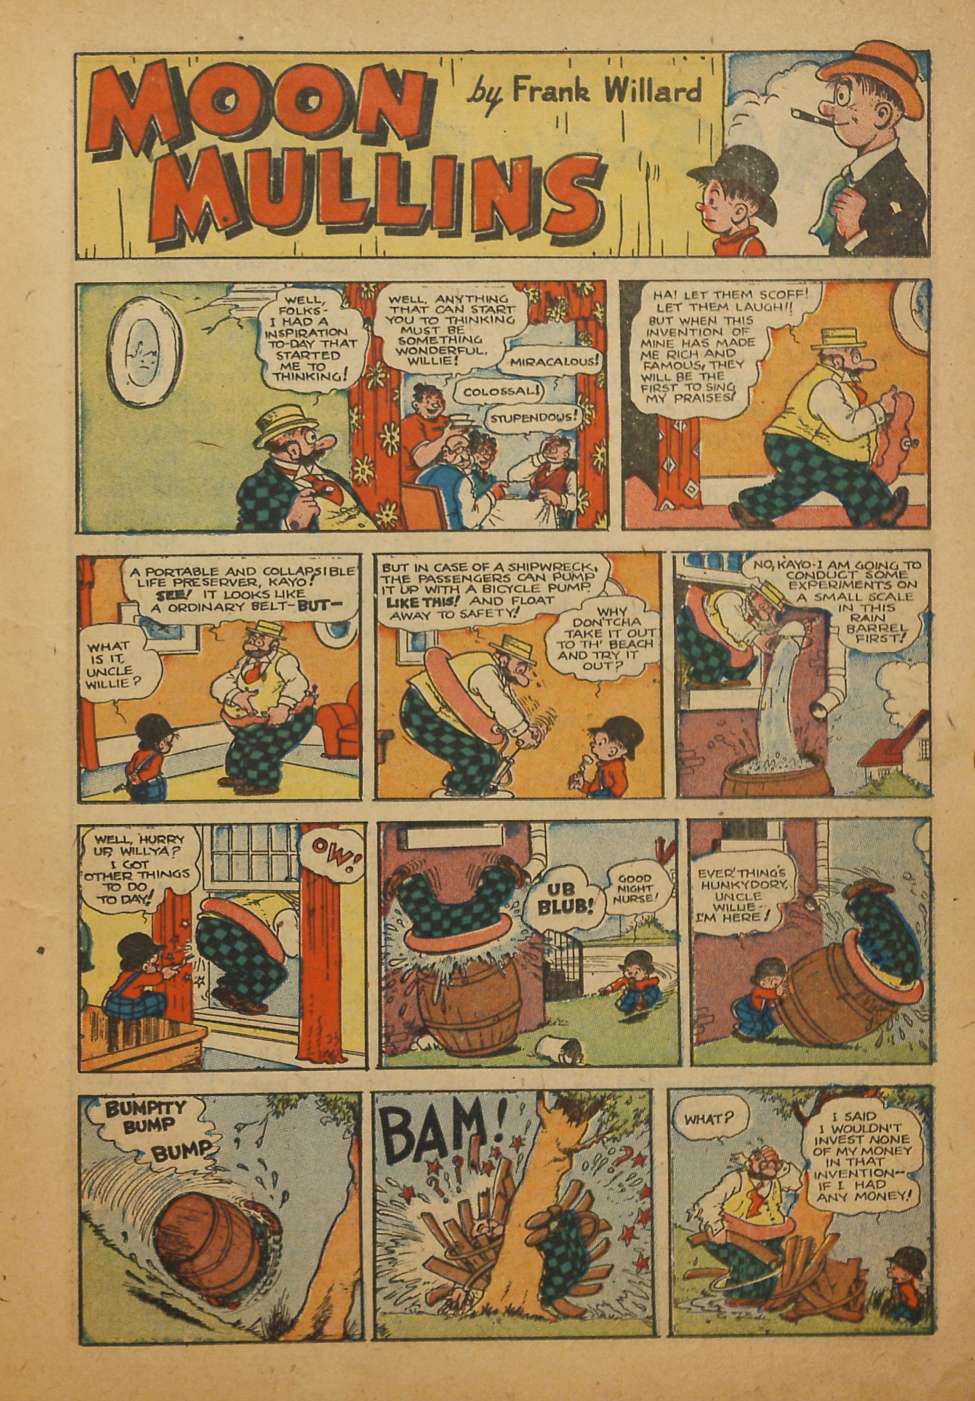 MOON
MULLINS
by Frank Willard
WELL,
FOLKS-
I HAD A
INSPIRATION
TO-DAY THAT
STARTED
ME TO
THINKING!
WELL, ANYTHING
THAT CAN START
YOU TO THINKING
MUST BE
SOMETHING
WONDERFUL,
WILLIE!
MIRACALOUS!
COLOSSAL!
STUPENDOUS!
HA! LET THEM SCOFF!
LET THEM LAUGH!!
BUT WHEN THIS
INVENTION OF
MINE HAS MADE
ME RICH AND
FAMOUS, THEY
WILL BE THE
FIRST TO SING
MY PRAISES!
A PORTABLE AND COLLAPSIBLE
LIFE PRESERVER, KAYO!
SEE! IT LOOKS LIKE
A ORDINARY BELT-BUT-
WHAT
IS IT,
UNCLE
WILLIE?
BUT IN CASE OF A SHIPWRECK,
THE PASSENGERS CAN PUMP
IT UP WITH A BICYCLE PUMP,
LIKE THIS! AND FLOAT
AWAY TO SAFETY!
WHY
DON'TCHA
TAKE IT OUT
TO TH' BEACH
AND TRY IT
OUT?
NO, KAYO-I AM GOING TO
CONDUCT SOME
EXPERIMENTS ON
A SMALL SCALE
IN THIS
RAIN
BARREL
FIRST!
WELL, HURRY
UP, WILLYA?
I GOT
OTHER THINGS
TO DO
TO DAY!
OW!
UB
BLUB!
GOOD
NIGHT
NURSE!
EVER'THING'S
HUNKYDORY,
UNCLE
WILLIE-
I'M HERE!
BUMPITY
BUMP
BUMP
BAM!
WHAT?
I SAID
I WOULDN'T
INVEST NONE
OF MY MONEY
IN THAT
INVENTION-
IF I HAD
ANY MONEY!